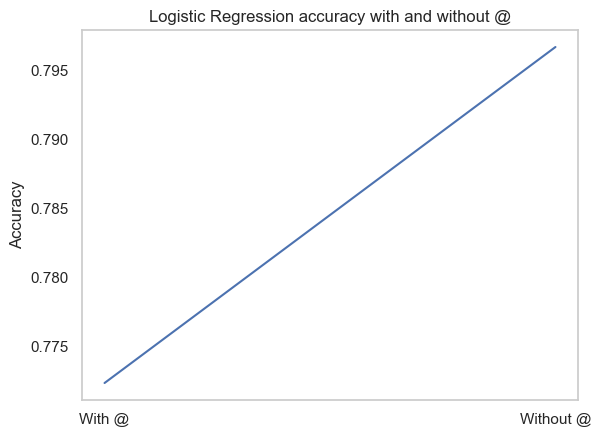 Logistic Regression accuracy with and without @
0.795
0.790
0.785
0.780
0.775
Accuracy
With @
Without @